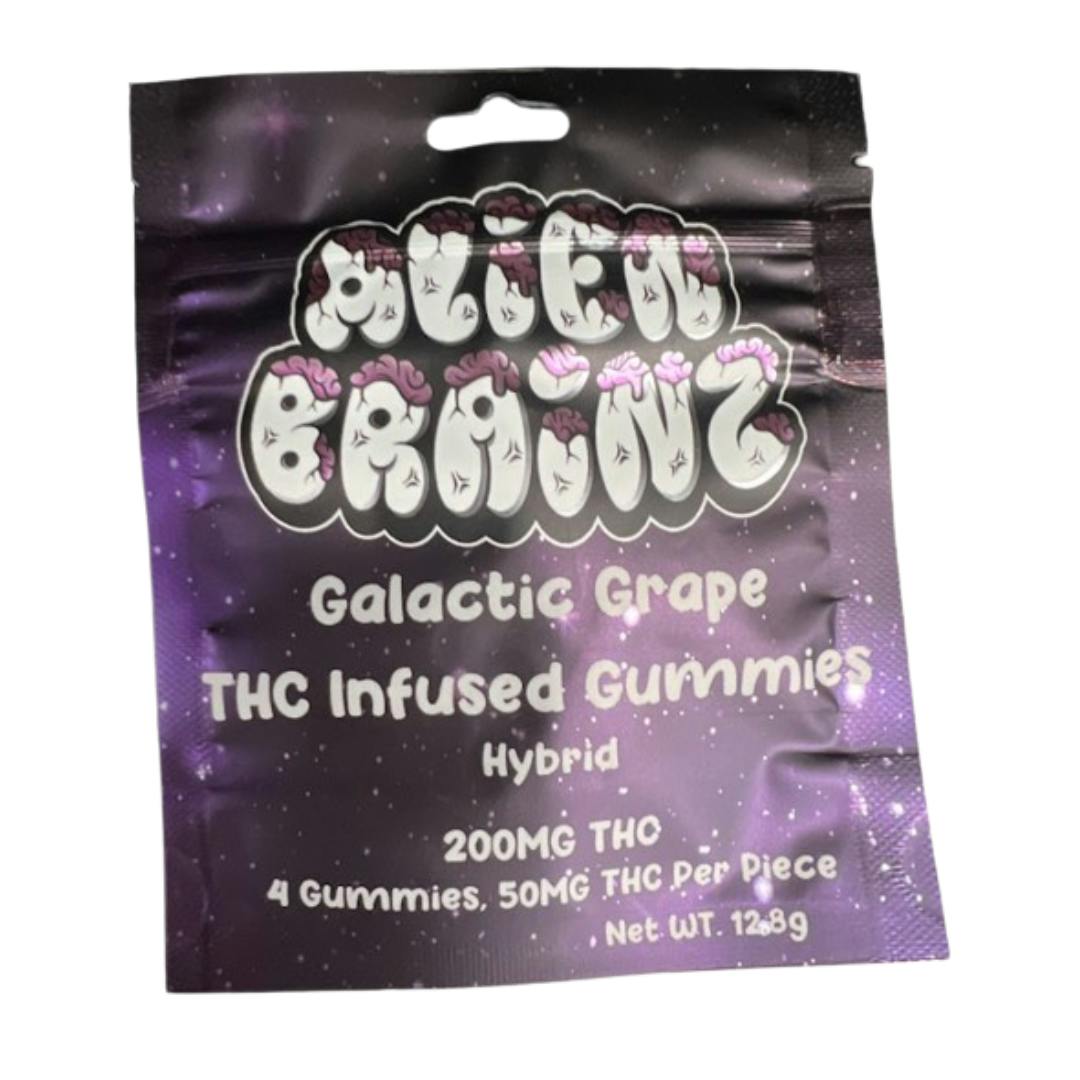 ALiEN
BRAiNZ
Galactic Grape
THC Infused Gummies
Hybrid
200MG THC
4 Gummies, 50MG THC Per Piece
Net WT. 12.8g